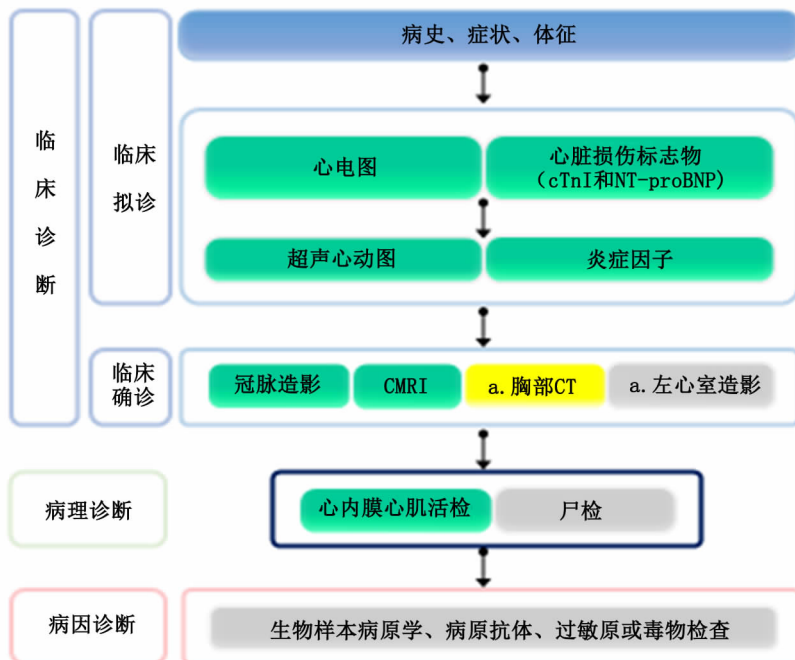 病史、症状、体征
临床诊断
临床
拟诊
心电图
心脏损伤标志物
(cTnI和NT-proBNP)
超声心动图
炎症因子
临床
确诊
冠脉造影
CMRI
a.胸部CT
a.左心室造影
病理诊断
心内膜心肌活检
尸检
病因诊断
生物样本病原学、病原抗体、过敏原或毒物检查